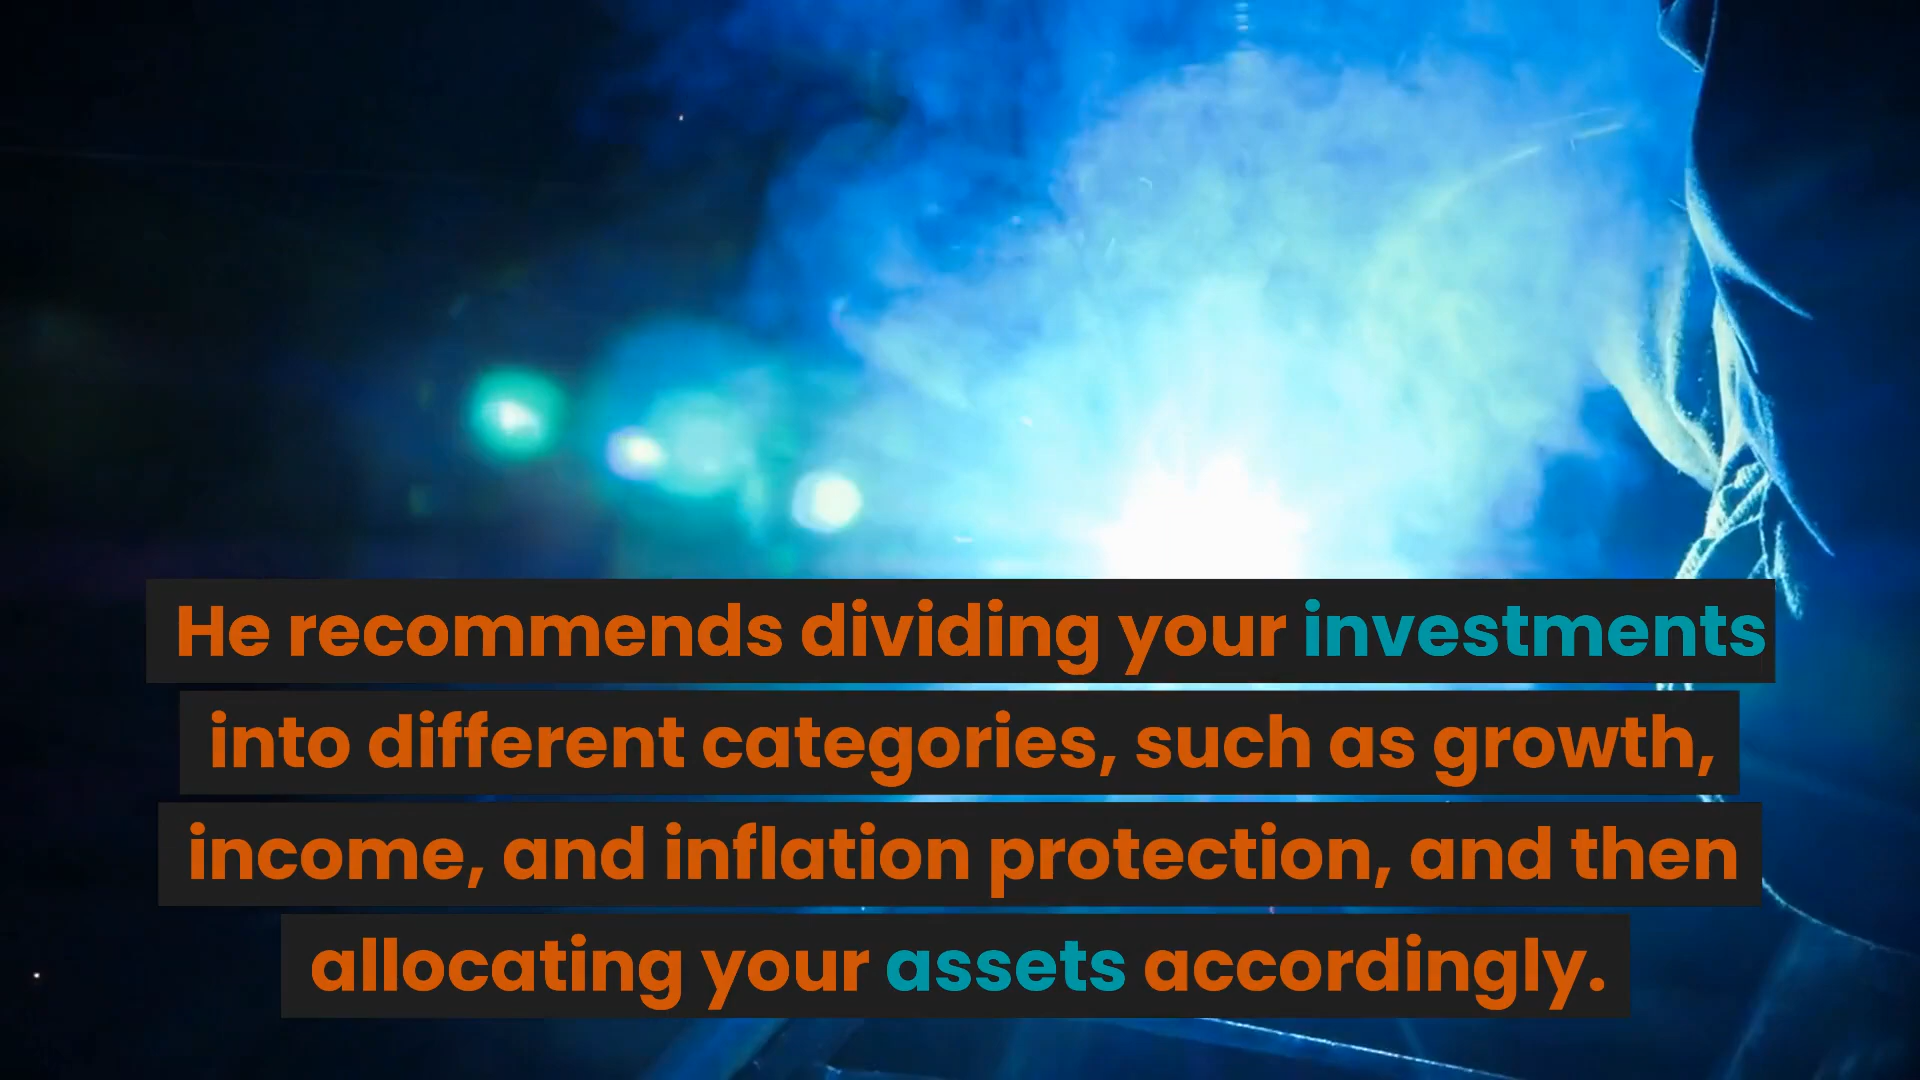 He recommends dividing your investments
into different categories, such as growth,
income, and inflation protection, and then
allocating your assets accordingly.